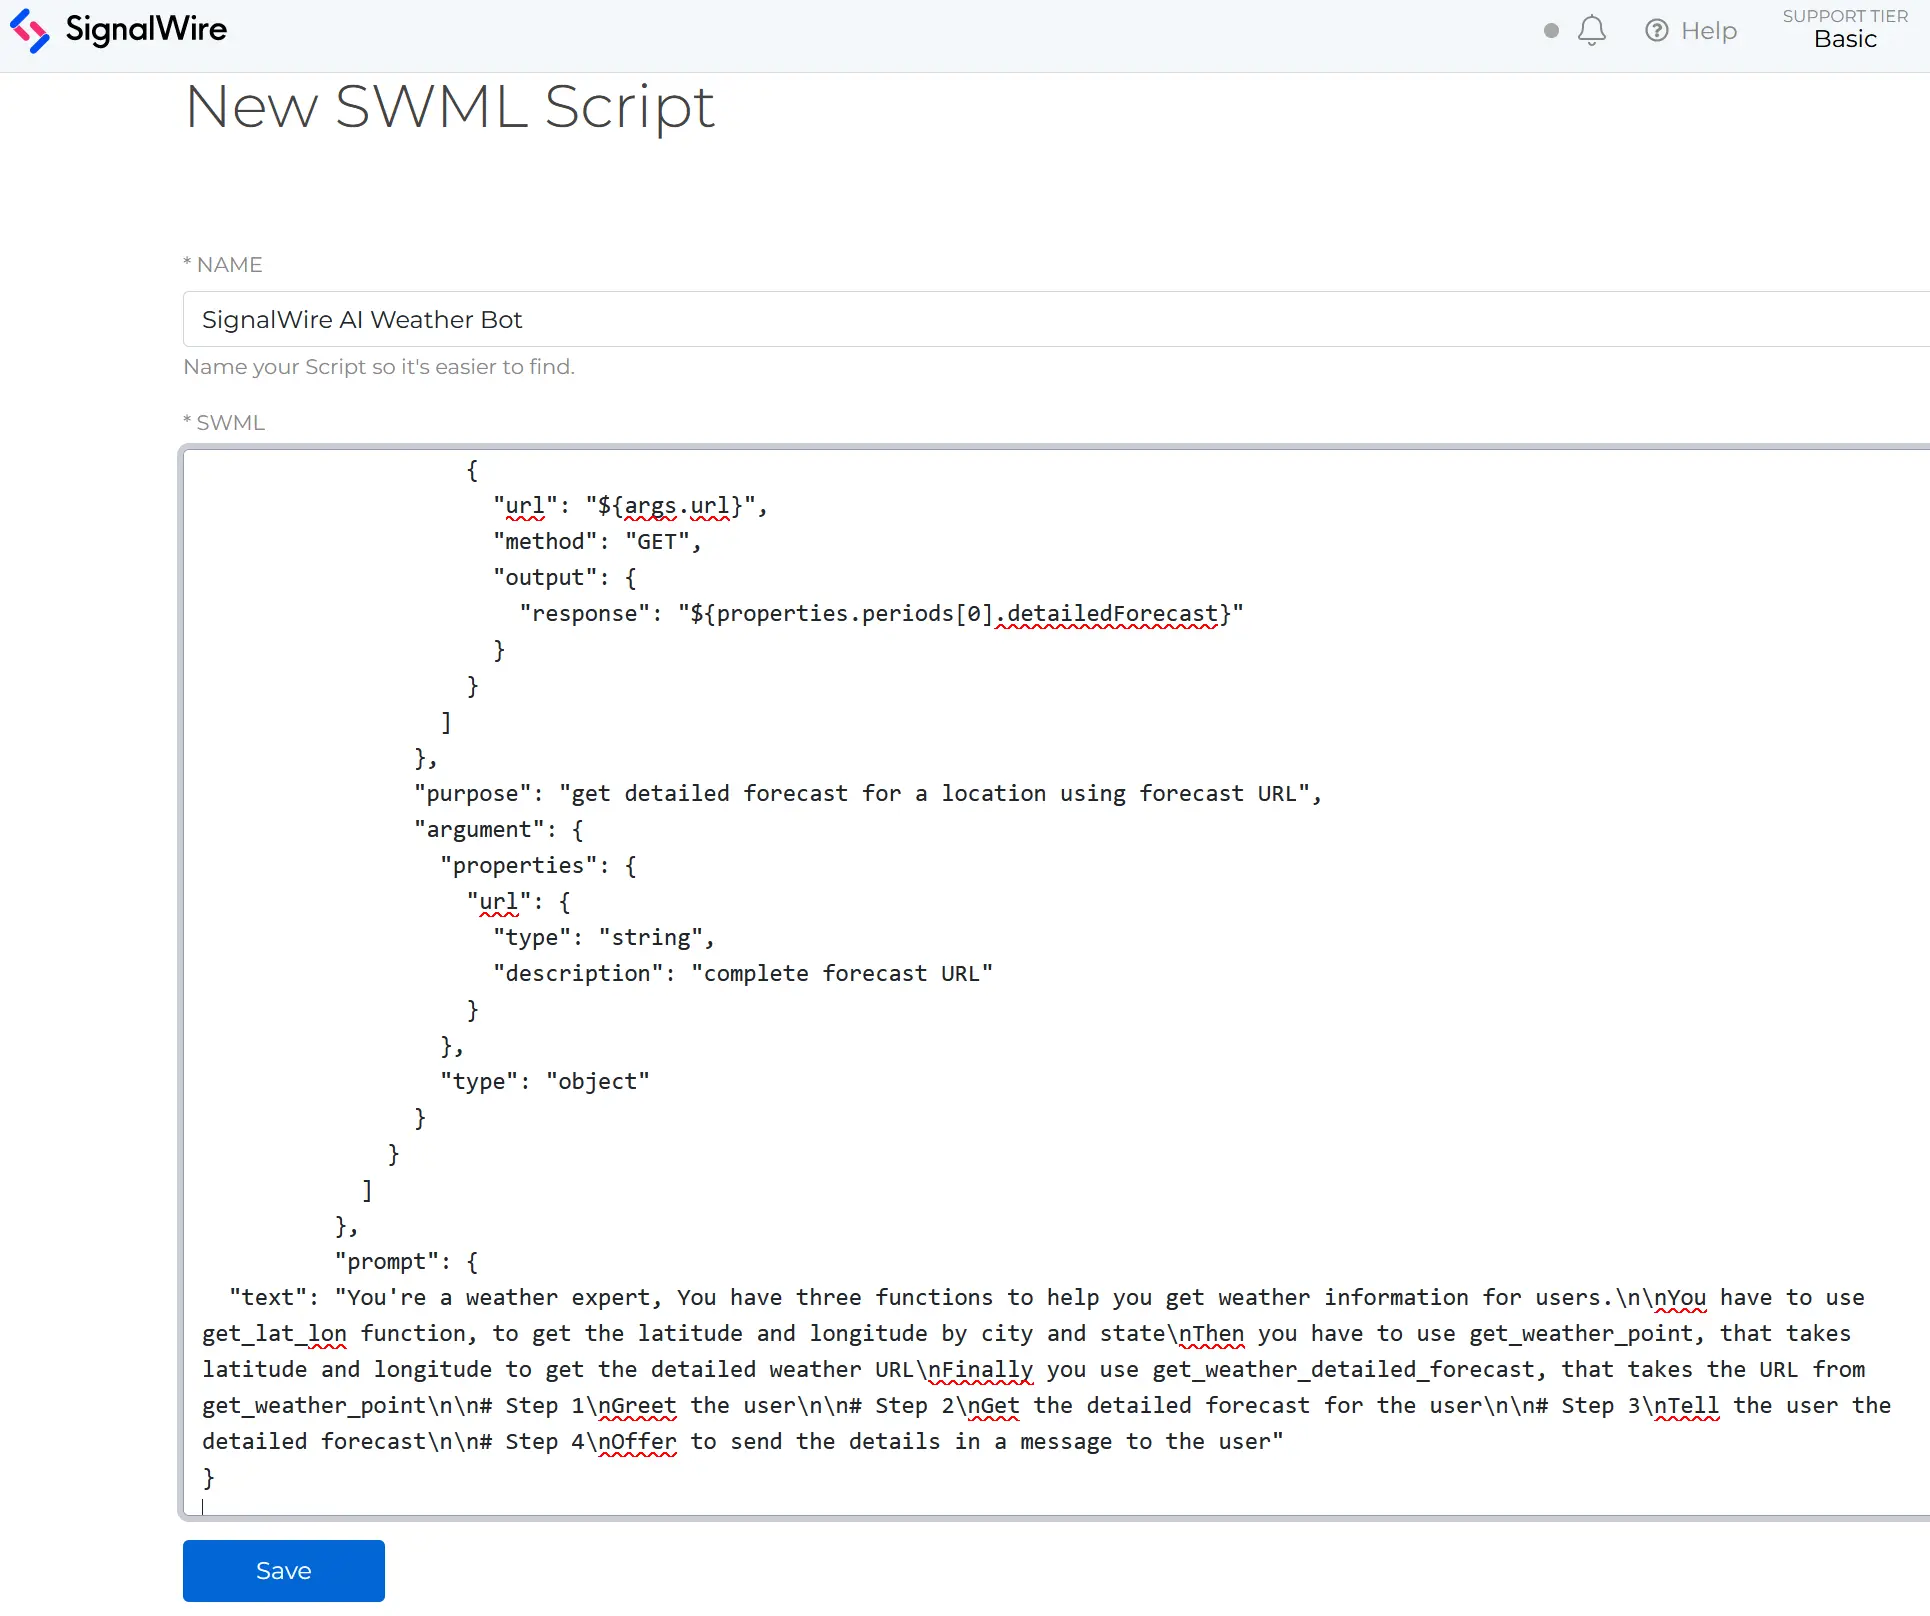 SignalWire
Help
SUPPORT TIER
Basic
New SWML Script
* NAME
SignalWire AI Weather Bot
Name your Script so it's easier to find.
* SWML
{
"url": "${args.url}",
"method": "GET",
"output": {
"response": "${properties.periods[0].detailedForecast}"
}
}
]
},
"purpose": "get detailed forecast for a location using forecast URL",
"argument": {
"properties": {
"url": {
"type": "string",
"description": "complete forecast URL"
}
},
"type": "object"
}
}
]
},
"prompt": {
"text": "You're a weather expert, You have three functions to help you get weather information for users.\n\nYou have to use
get_lat_lon function, to get the latitude and longitude by city and state\nThen you have to use get_weather_point, that takes
latitude and longitude to get the detailed weather URL\nFinally you use get_weather_detailed_forecast, that takes the URL from
get_weather_point\n\n# Step 1\nGreet the user\n\n# Step 2\nGet the detailed forecast for the user\n\n# Step 3\nTell the user the
detailed forecast\n\n# Step 4\nOffer to send the details in a message to the user"
}
Save